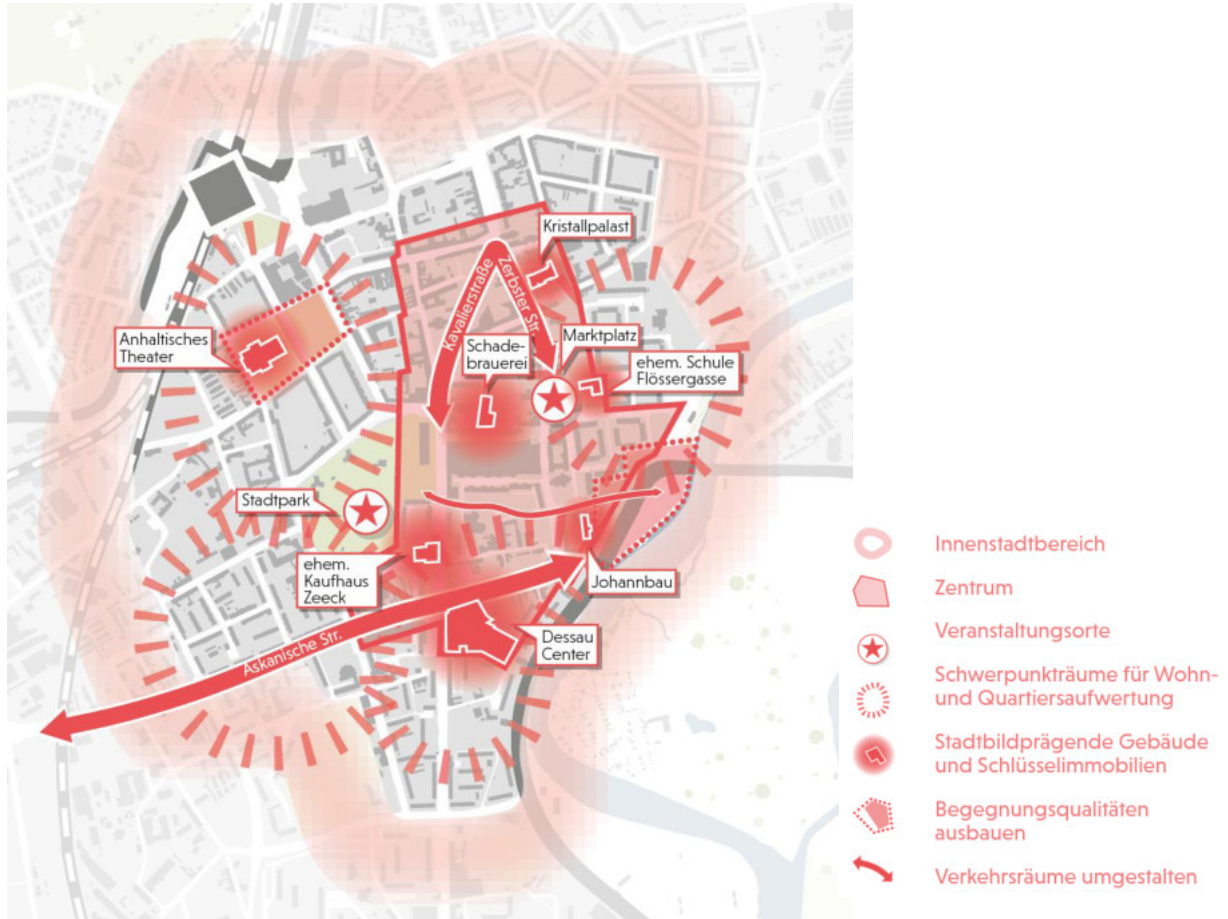 Kristallpalast
Kavalierstraße
Zerbster Str.
Marktplatz
Anhaltisches
Theater
Schade-
brauerei
ehem. Schule
Flössergasse
Stadtpark
ehem.
Kaufhaus
Zeeck
Johannbau
Askanische Str.
Dessau
Center
Innenstadtbereich
Zentrum
Veranstaltungsorte
Schwerpunkträume für Wohn-
und Quartiersaufwertung
Stadtbildprägende Gebäude
und Schlüsselimmobilien
Begegnungsqualitäten
ausbauen
Verkehrsräume umgestalten